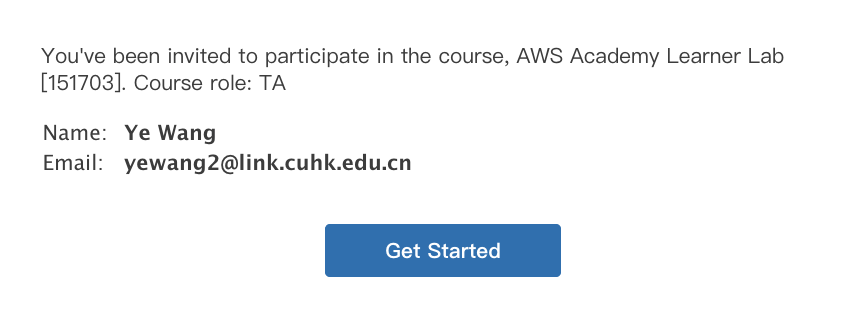 You've been invited to participate in the course, AWS Academy Learner Lab
[151703]. Course role: TA
Name: Ye Wang
Email: yewang2@link.cuhk.edu.cn
Get Started